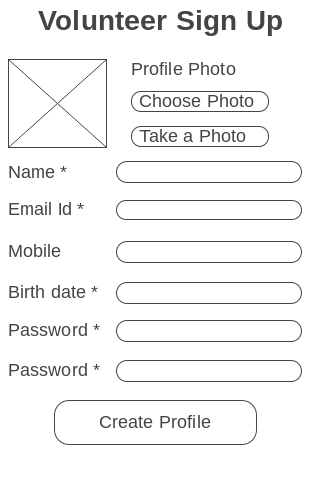 Volunteer Sign Up
Profile Photo
Choose Photo
Take a Photo
Name *
Email Id *
Mobile
Birth date *
Password *
Password *
Create Profile